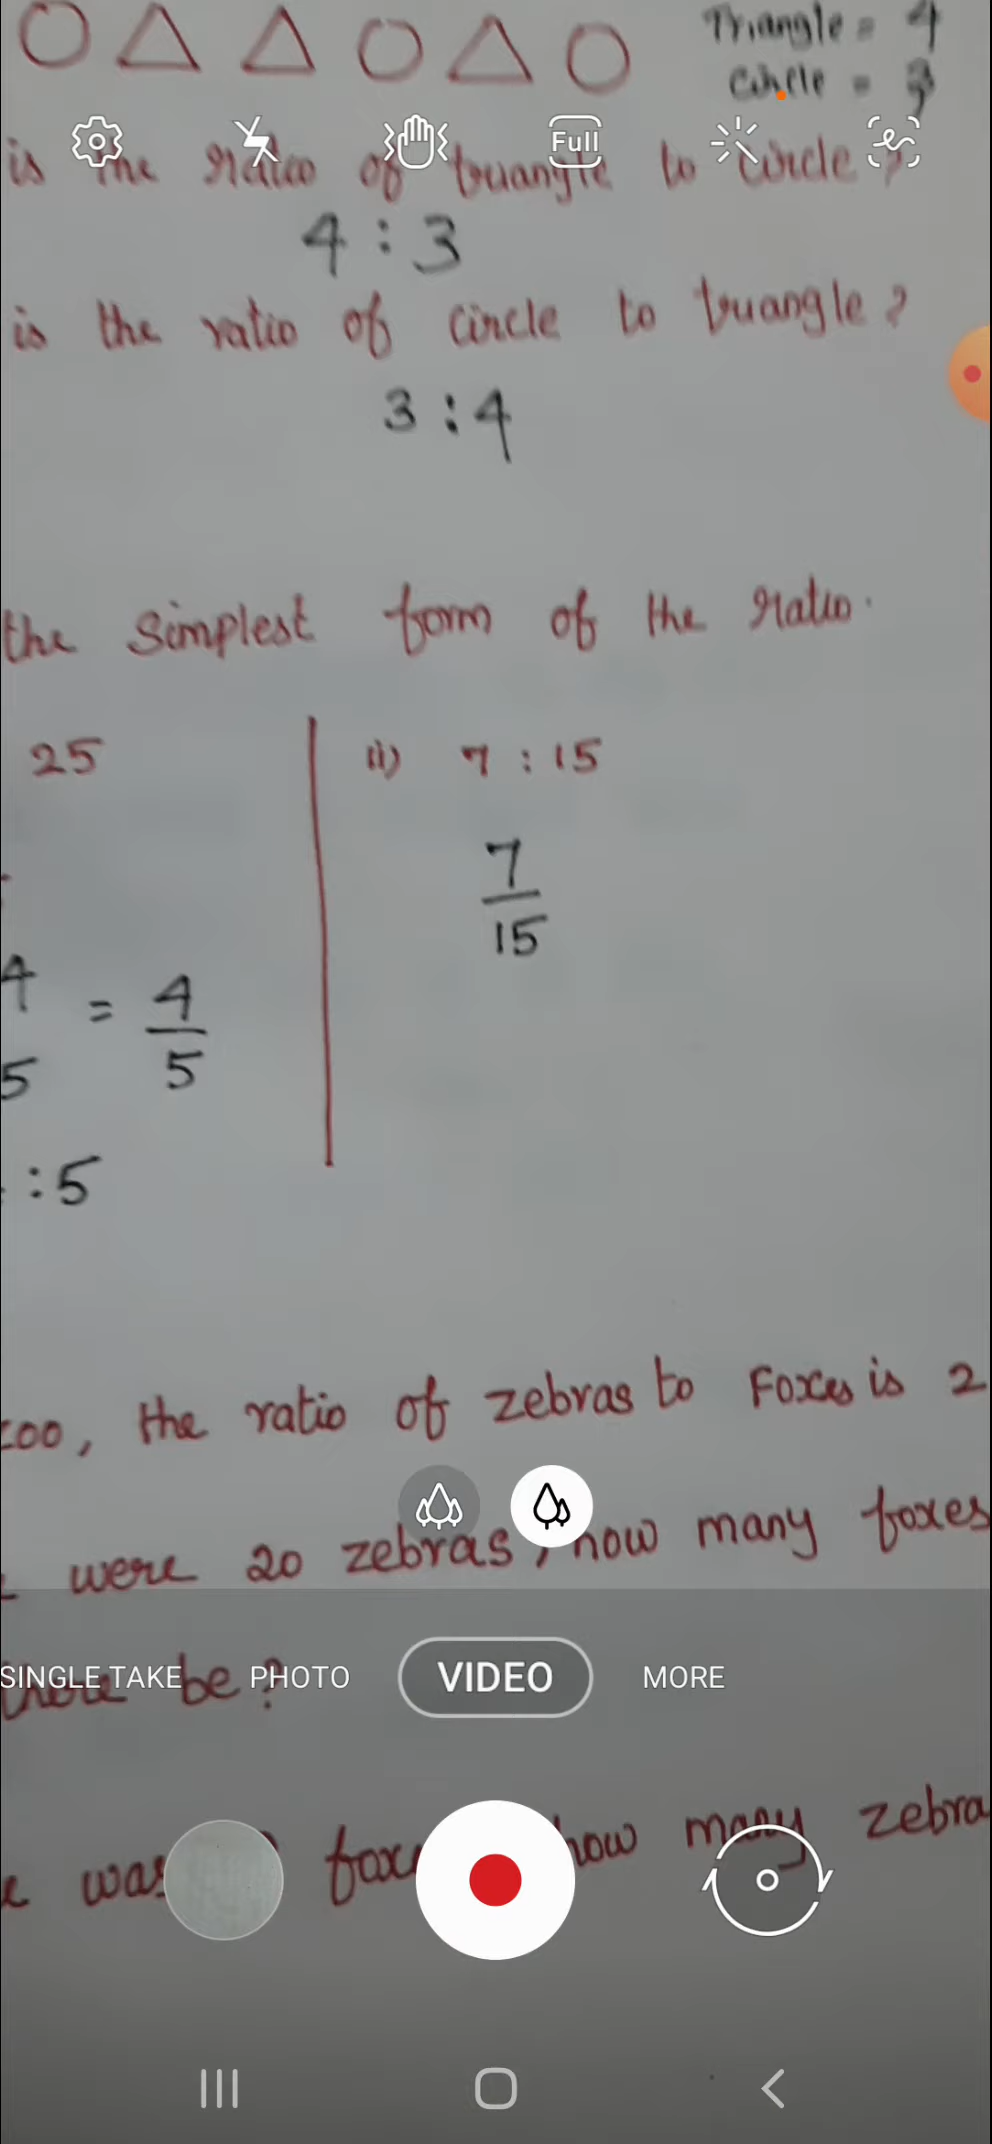 Triangle = 4
Circle = 3
Full
is the ratio of triangle to circle ?
4 : 3
is the ratio of circle to triangle ?
3 : 4
the simplest form of the ratio.
25
ii) 7 : 15
7
15
4
= 4
5
5
: 5
zoo, the ratio of zebras to Foxes is 2
were 20 zebras, how many foxes
be ?
SINGLE TAKE PHOTO VIDEO MORE
how many zebra